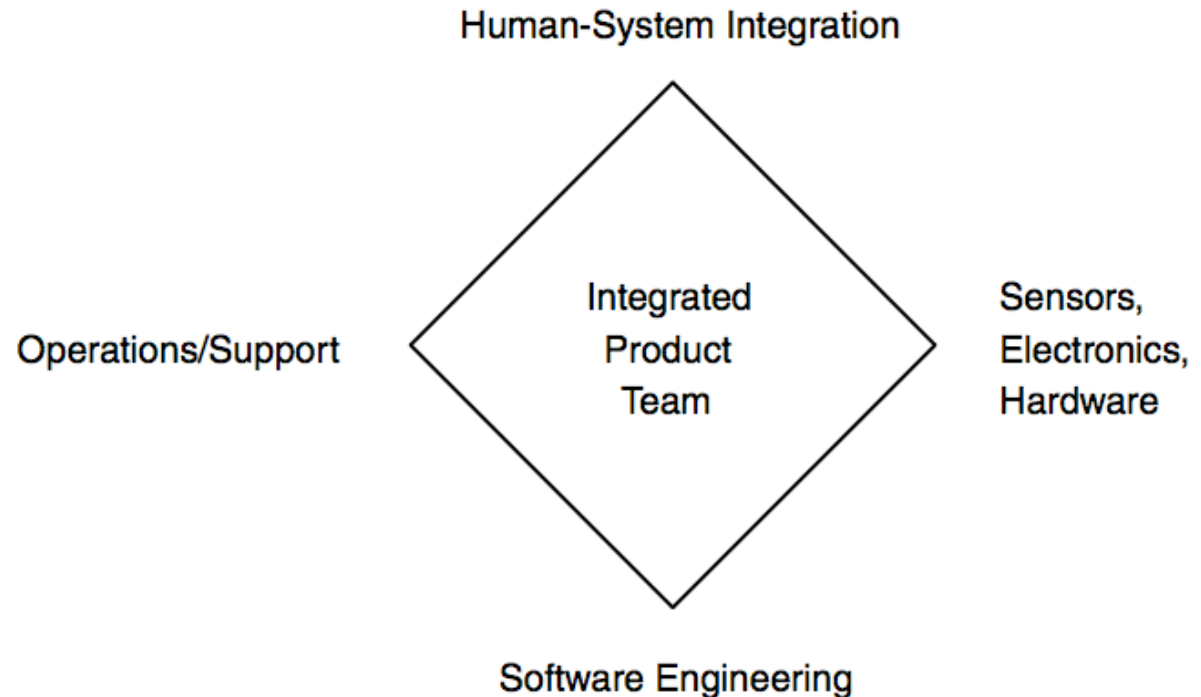 Human-System Integration
Operations/Support
Integrated
Product
Team
Sensors,
Electronics,
Hardware
Software Engineering